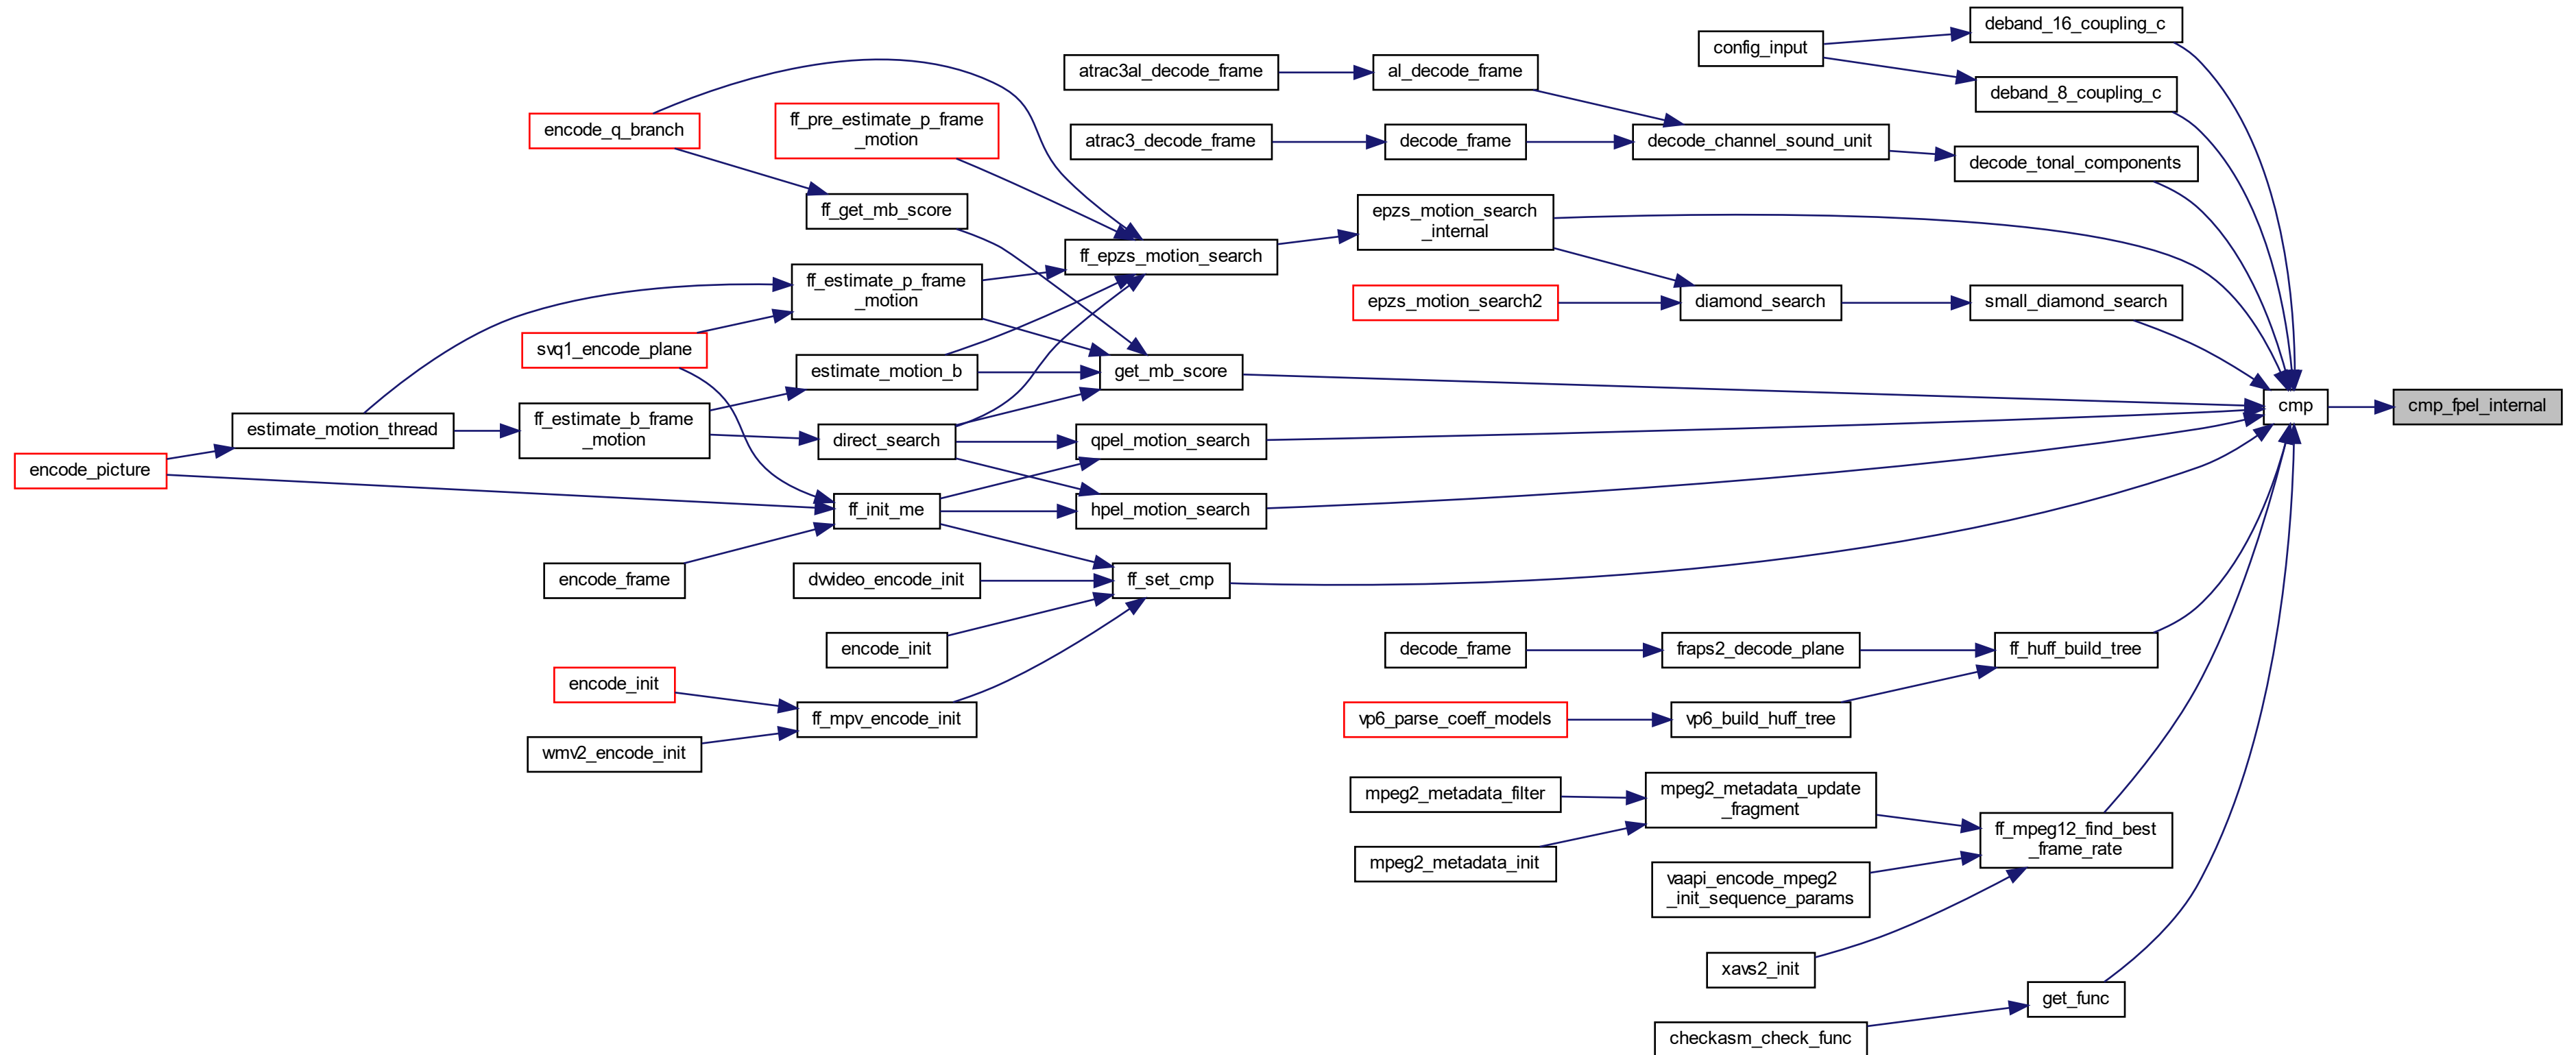 deband_16_coupling_c
config_input
atrac3al_decode_frame
al_decode_frame
deband_8_coupling_c
encode_q_branch
ff_pre_estimate_p_frame
_motion
atrac3_decode_frame
decode_frame
decode_channel_sound_unit
decode_tonal_components
ff_get_mb_score
epzs_motion_search
_internal
ff_epzs_motion_search
ff_estimate_p_frame
_motion
epzs_motion_search2
diamond_search
small_diamond_search
svq1_encode_plane
estimate_motion_b
get_mb_score
cmp
cmp_fpel_internal
estimate_motion_thread
ff_estimate_b_frame
_motion
direct_search
qpel_motion_search
encode_picture
ff_init_me
hpel_motion_search
encode_frame
dvvideo_encode_init
ff_set_cmp
encode_init
decode_frame
fraps2_decode_plane
ff_huff_build_tree
encode_init
ff_mpv_encode_init
vp6_parse_coeff_models
vp6_build_huff_tree
wmv2_encode_init
mpeg2_metadata_filter
mpeg2_metadata_update
_fragment
ff_mpeg12_find_best
_frame_rate
mpeg2_metadata_init
vaapi_encode_mpeg2
_init_sequence_params
xavs2_init
get_func
checkasm_check_func